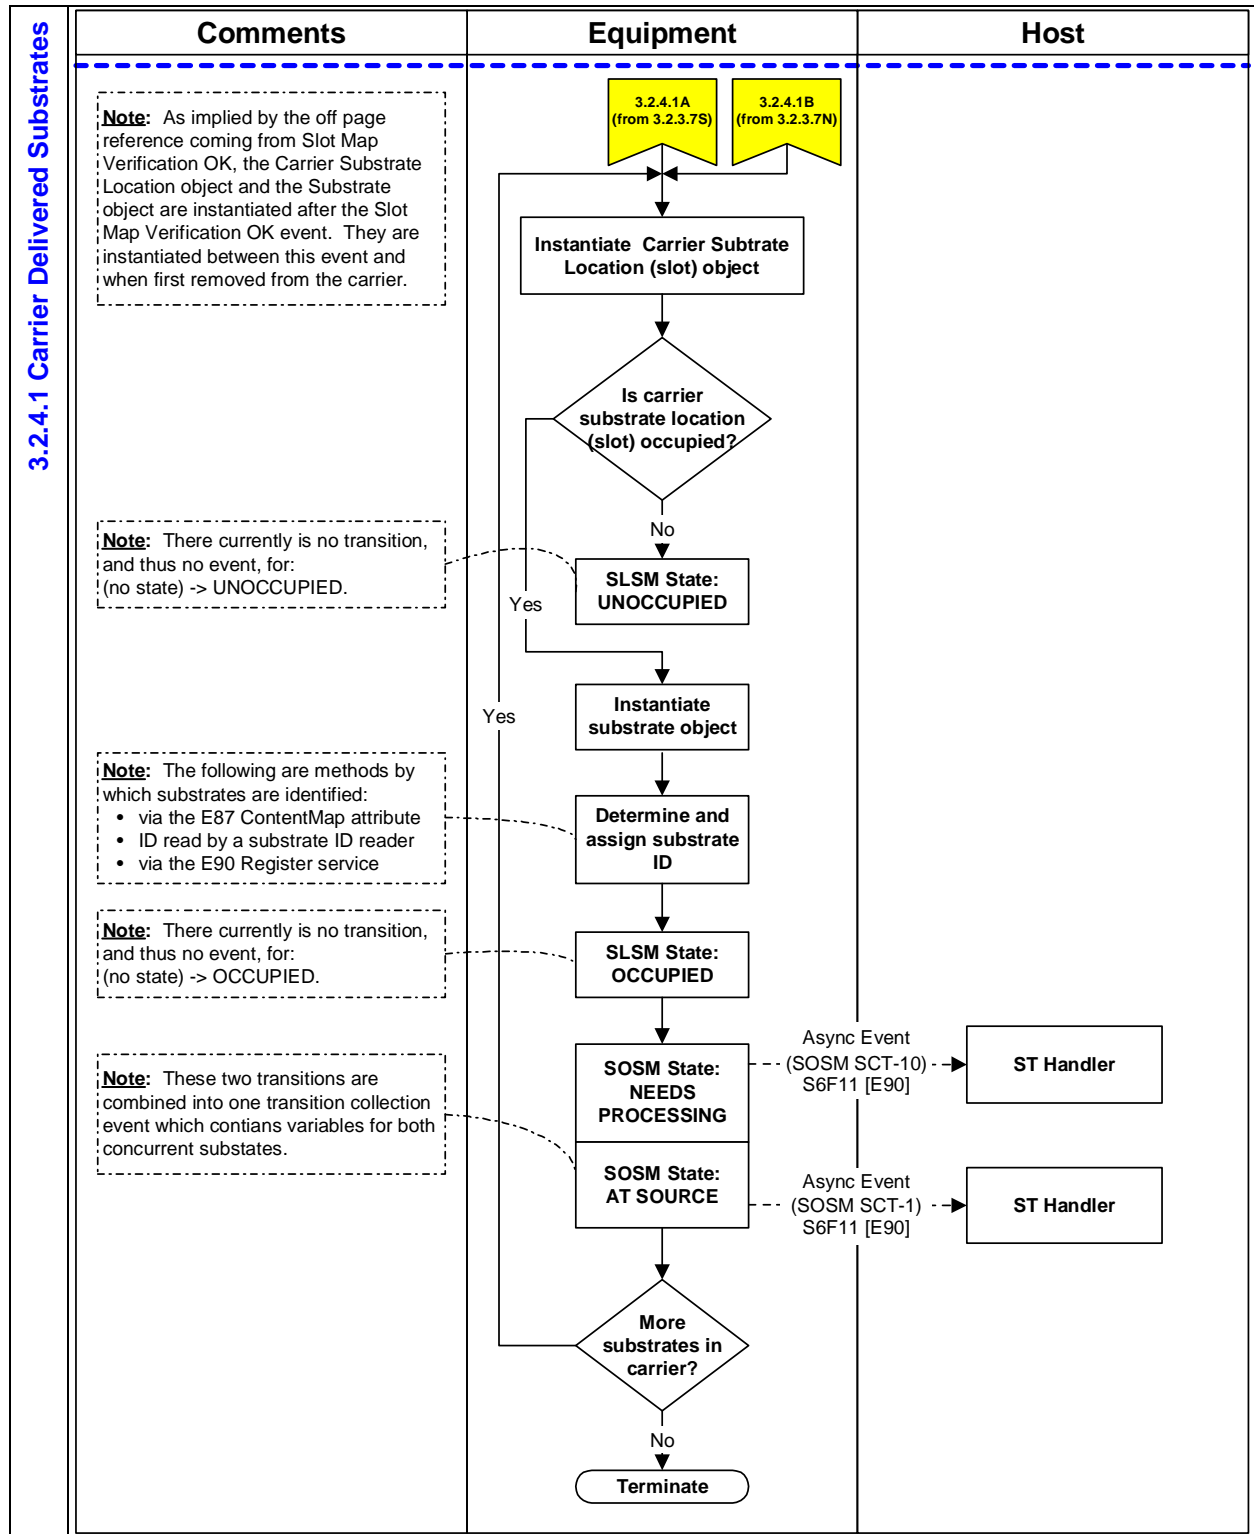 3.2.4.1 Carrier Delivered Substrates
Comments
Equipment
Host
Note: As implied by the off page
reference coming from Slot Map
Verification OK, the Carrier Substrate
Location object and the Substrate
object are instantiated after the Slot
Map Verification OK event. They are
instantiated between this event and
when first removed from the carrier.
3.2.4.1A
(from 3.2.3.7S)
3.2.4.1B
(from 3.2.3.7N)
Instantiate Carrier Subtrate
Location (slot) object
Is carrier
substrate location
(slot) occupied?
No
Yes
Note: There currently is no transition,
and thus no event, for:
(no state) -> UNOCCUPIED.
SLSM State:
UNOCCUPIED
Instantiate
substrate object
Yes
Note: The following are methods by
which substrates are identified:
• via the E87 ContentMap attribute
• ID read by a substrate ID reader
• via the E90 Register service
Determine and
assign substrate
ID
Note: There currently is no transition,
and thus no event, for:
(no state) -> OCCUPIED.
SLSM State:
OCCUPIED
Note: These two transitions are
combined into one transition collection
event which contians variables for both
concurrent substates.
SOSM State:
NEEDS
PROCESSING
Async Event
(SOSM SCT-10)
S6F11 [E90]
ST Handler
SOSM State:
AT SOURCE
Async Event
(SOSM SCT-1)
S6F11 [E90]
ST Handler
More
substrates in
carrier?
No
Terminate